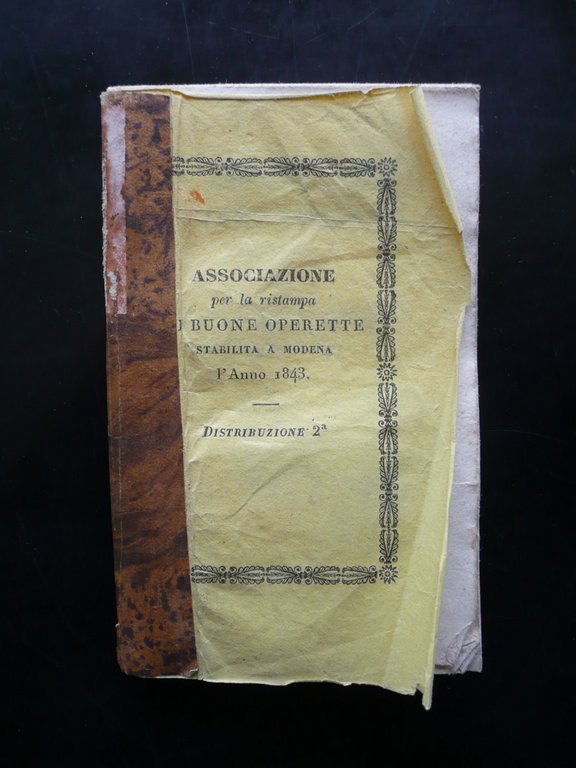 ASSOCIAZIONE
per la ristampa
I BUONE OPERETTE
STABILITA A MODENA
l'Anno 1843.
DISTRIBUZIONE 2ª